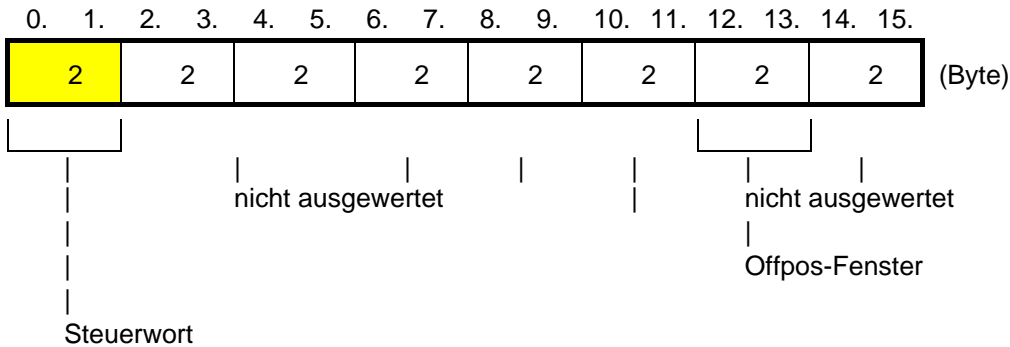 0. 1. 2. 3. 4. 5. 6. 7. 8. 9. 10. 11. 12. 13. 14. 15.
2 2 2 2 2 2 2 2 (Byte)
nicht ausgewertet nicht ausgewertet
Offpos-Fenster
Steuerwort